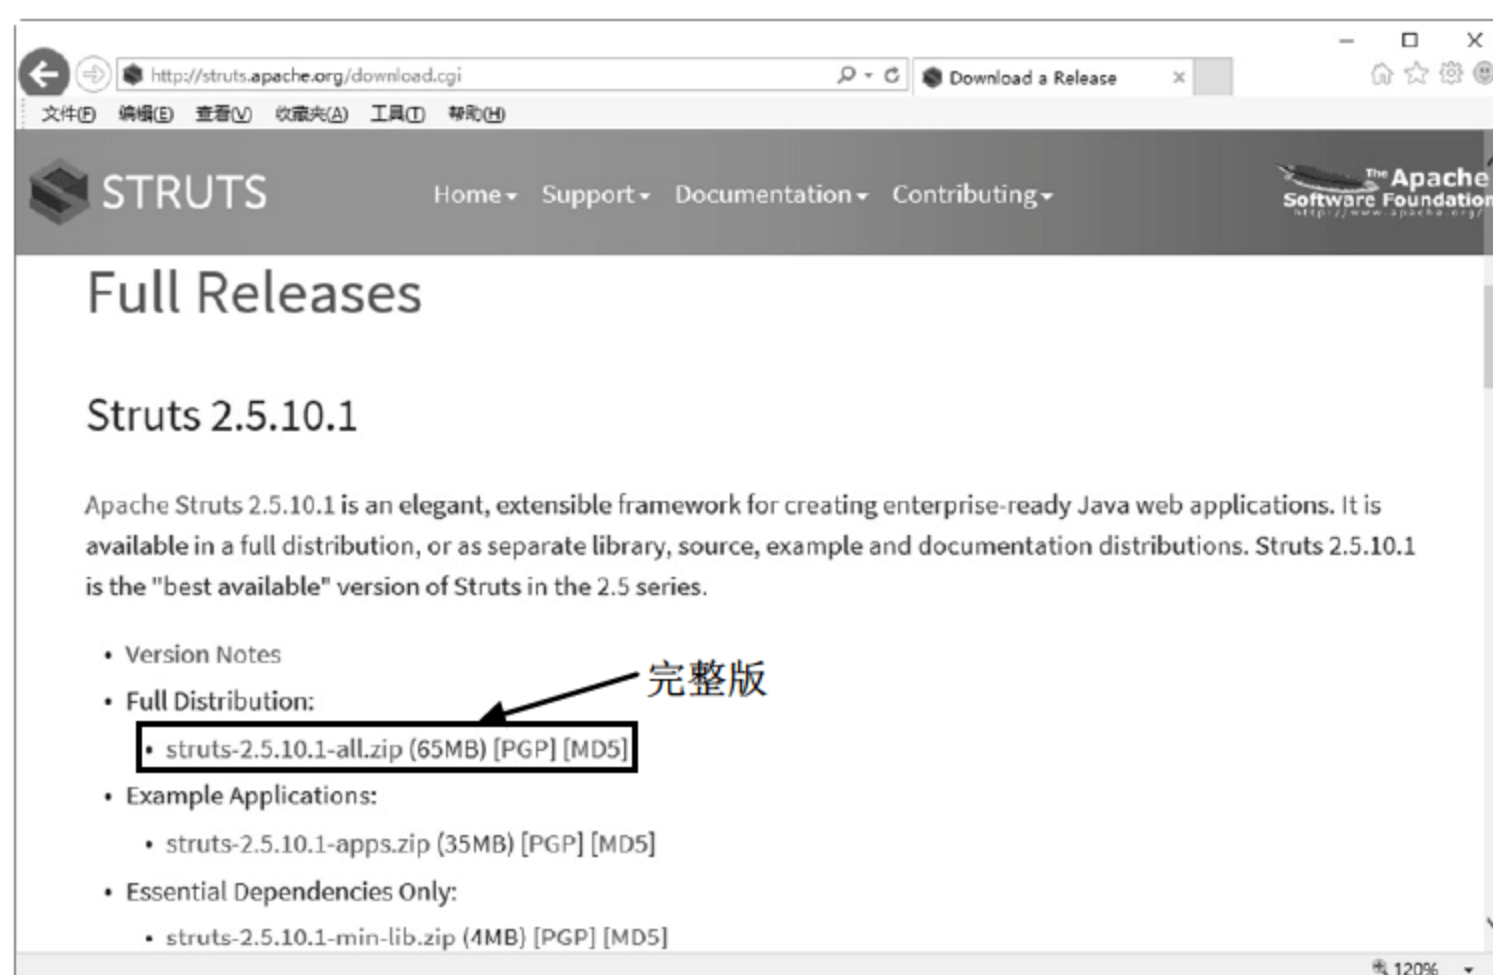 http://struts.apache.org/download.cgi
Download a Release
文件(F) 编辑(E) 查看(V) 收藏夹(A) 工具(T) 帮助(H)
STRUTS
Home Support Documentation Contributing
The Apache
Software Foundation
http://www.apache.org/
Full Releases
Struts 2.5.10.1
Apache Struts 2.5.10.1 is an elegant, extensible framework for creating enterprise-ready Java web applications. It is
available in a full distribution, or as separate library, source, example and documentation distributions. Struts 2.5.10.1
is the "best available" version of Struts in the 2.5 series.
• Version Notes
完整版
• Full Distribution:
• struts-2.5.10.1-all.zip (65MB) [PGP] [MD5]
• Example Applications:
• struts-2.5.10.1-apps.zip (35MB) [PGP] [MD5]
• Essential Dependencies Only:
• struts-2.5.10.1-min-lib.zip (4MB) [PGP] [MD5]
120%